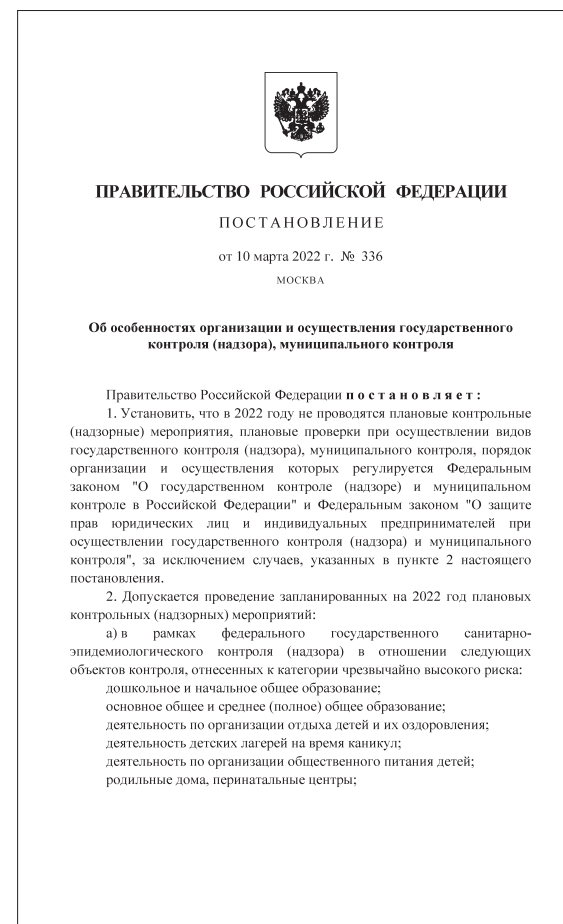 ПРАВИТЕЛЬСТВО РОССИЙСКОЙ ФЕДЕРАЦИИ
ПОСТАНОВЛЕНИЕ
от 10 марта 2022 г. № 336
МОСКВА
Об особенностях организации и осуществления государственного
контроля (надзора), муниципального контроля
Правительство Российской Федерации постановляет:
1. Установить, что в 2022 году не проводятся плановые контрольные
(надзорные) мероприятия, плановые проверки при осуществлении видов
государственного контроля (надзора), муниципального контроля, порядок
организации и осуществления которых регулируется Федеральным
законом "О государственном контроле (надзоре) и муниципальном
контроле в Российской Федерации" и Федеральным законом "О защите
прав юридических лиц и индивидуальных предпринимателей при
осуществлении государственного контроля (надзора) и муниципального
контроля", за исключением случаев, указанных в пункте 2 настоящего
постановления.
2. Допускается проведение запланированных на 2022 год плановых
контрольных (надзорных) мероприятий:
а) в рамках федерального государственного санитарно-
эпидемиологического контроля (надзора) в отношении следующих
объектов контроля, отнесенных к категории чрезвычайно высокого риска:
дошкольное и начальное общее образование;
основное общее и среднее (полное) общее образование;
деятельность по организации отдыха детей и их оздоровления;
деятельность детских лагерей на время каникул;
деятельность по организации общественного питания детей;
родильные дома, перинатальные центры;